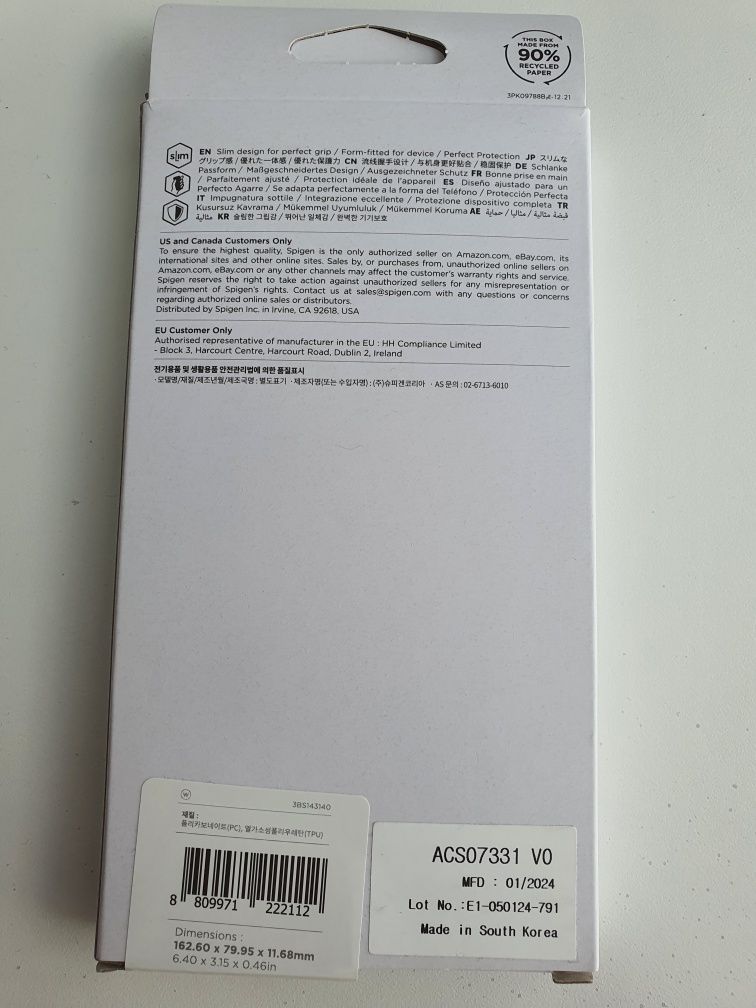 THIS BOX
MADE FROM
90%
RECYCLED
PAPER
slim
EN Slim design for perfect grip / Form-fitted for device / Perfect Protection JP スリムな
グリップ感 / 優れた一体感 / 優れた保護力 CN 流线握手设计 / 与机身更好贴合 / 稳固保护 DE Schlanke
Passform / Maßgeschneidertes Design / Ausgezeichneter Schutz FR Bonne prise en main
/ Parfaitement ajusté / Protection idéale de l'appareil ES Diseño ajustado para un
Perfecto Agarre / Se adapta perfectamente a la forma del Teléfono / Protección Perfecta
IT Impugnatura sottile / Integrazione eccellente / Protezione dispositivo completa TR
Kusursuz Kavrama / Mükemmel Uyumluluk / Mükemmel Koruma AE قبضة مثالية / مثاليا / حماية
مثالية KR 슬림한 그립감 / 뛰어난 일체감 / 완벽한 기기보호
US and Canada Customers Only
To ensure the highest quality, Spigen is the only authorized seller on Amazon.com, eBay.com, its
international sites and other online sites. Sales by, or purchases from, unauthorized online sellers on
Amazon.com, eBay.com or any other channels may affect the customer's warranty rights and service.
Spigen reserves the right to take action against unauthorized sellers for any misrepresentation or
infringement of Spigen's rights. Contact us at sales@spigen.com with any questions or concerns
regarding authorized online sales or distributors.
Distributed by Spigen Inc. in Irvine, CA 92618, USA
EU Customer Only
Authorised representative of manufacturer in the EU : HH Compliance Limited
- Block 3, Harcourt Centre, Harcourt Road, Dublin 2, Ireland
전기용품 및 생활용품 안전관리법에 의한 품질표시
· 모델명/재질/제조년월/제조국명 : 별도표기 · 제조자명(또는 수입자명) : (주)슈피겐코리아 · AS 문의 : 02-6713-6010
W
3BS143140
재질 :
폴리카보네이트(PC), 열가소성폴리우레탄(TPU)
8 809971 222112
Dimensions :
162.60 x 79.95 x 11.68mm
6.40 x 3.15 x 0.46in
ACS07331 V0
MFD : 01/2024
Lot No.:E1-050124-791
Made in South Korea